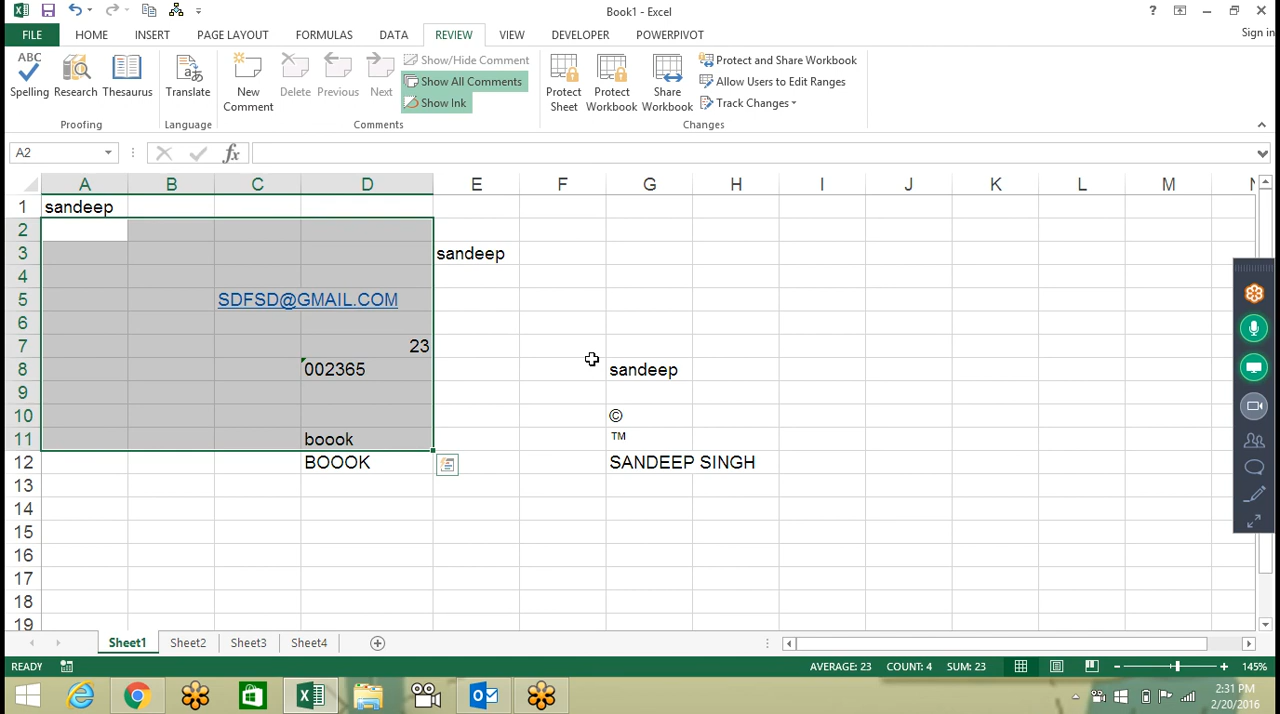 Book1 - Excel
?
Sign in
FILE HOME INSERT PAGE LAYOUT FORMULAS DATA REVIEW VIEW DEVELOPER POWERPIVOT
ABC
Spelling Research Thesaurus
Proofing
Translate
Language
New Comment
Delete Previous Next
Show/Hide Comment
Show All Comments
Show Ink
Comments
Protect Sheet
Protect Workbook
Share Workbook
Protect and Share Workbook
Allow Users to Edit Ranges
Track Changes
Changes
A2
fx
A B C D E F G H I J K L M
1 sandeep
2
3 sandeep
4
5 SDFSD@GMAIL.COM
6
7 23
8 002365 sandeep
9
10 ©
11 boook ™
12 BOOOK SANDEEP SINGH
13
14
15
16
17
18
19
Sheet1 Sheet2 Sheet3 Sheet4
READY AVERAGE: 23 COUNT: 4 SUM: 23 145%
2:31 PM
2/20/2016